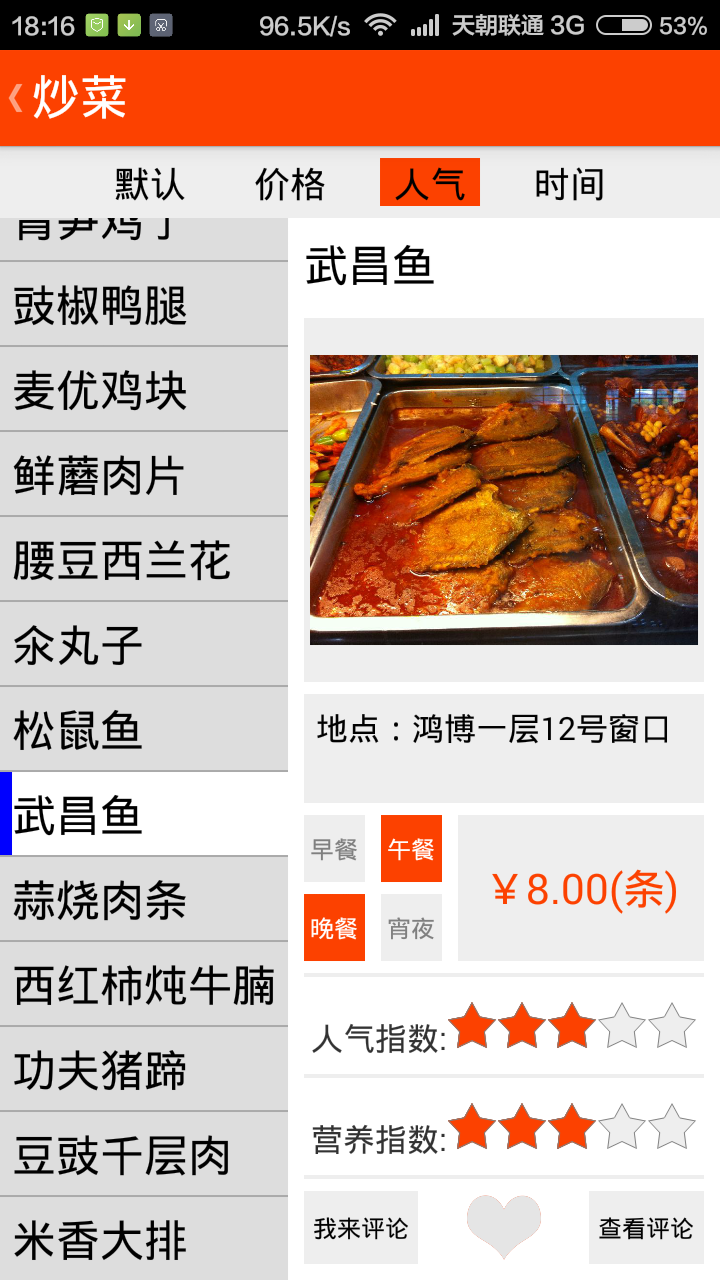 18:16 96.5K/s 天朝联通 3G 53%
炒菜
默认 价格 人气 时间
青笋鸡丁
豉椒鸭腿
麦优鸡块
鲜蘑肉片
腰豆西兰花
汆丸子
松鼠鱼
武昌鱼
蒜烧肉条
西红柿炖牛腩
功夫猪蹄
豆豉千层肉
米香大排
武昌鱼
地点：鸿博一层12号窗口
早餐 午餐
晚餐 宵夜
￥8.00(条)
人气指数:
营养指数:
我来评论 查看评论